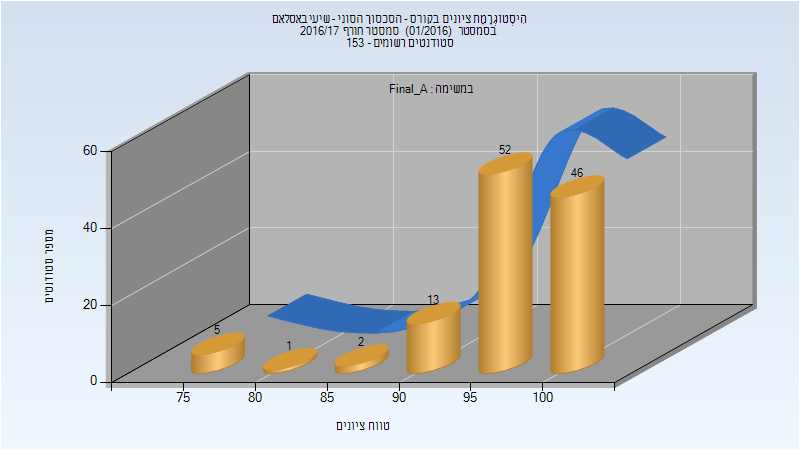 היסטוגרמת ציונים בקורס - הסכסוך הסוני - שיעי באסלאם
בסמסטר (01/2016) סמסטר חורף 2016/17
סטודנטים רשומים - 153
במשימה : Final_A
60
40
20
0
מספר סטודנטים
5
1
2
13
52
46
75
80
85
90
95
100
טווח ציונים